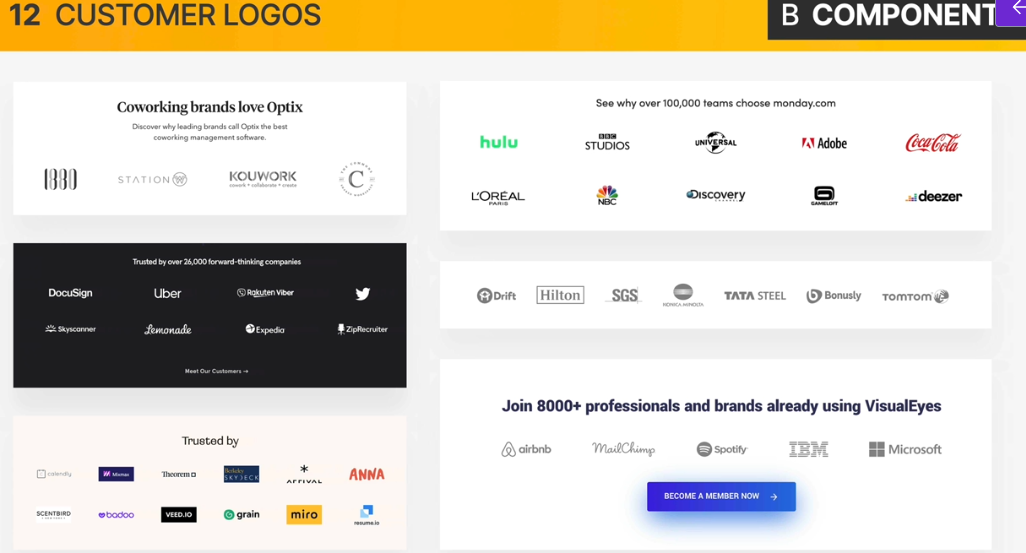 12 CUSTOMER LOGOS
B COMPONENT
Coworking brands love Optix
Discover why leading brands call Optix the best
coworking management software.
1880
STATION W
KOUWORK
cowork • collaborate • create
C
Trusted by over 26,000 forward-thinking companies
DocuSign
Uber
Rakuten Viber
Skyscanner
Lemonade
Expedia
ZipRecruiter
Meet Our Customers →
Trusted by
calendly
Mixmax
Theorem
Berkeley
SKYDECK
ARRIVAL
ANNA
SCENTBIRD
badoo
VEED.IO
grain
miro
resume.io
See why over 100,000 teams choose monday.com
hulu
BBC
STUDIOS
UNIVERSAL
Adobe
Coca-Cola
L'ORÉAL
PARIS
NBC
Discovery
CHANNEL
GAMELOFT
deezer
Drift
Hilton
SGS
KONICA MINOLTA
TATA STEEL
Bonusly
TOMTOM
Join 8000+ professionals and brands already using VisualEyes
airbnb
MailChimp
Spotify
IBM
Microsoft
BECOME A MEMBER NOW →